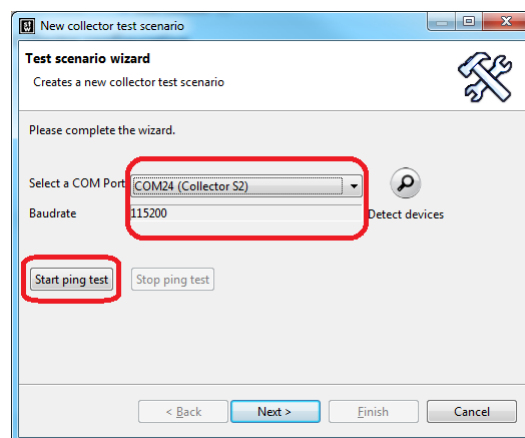 New collector test scenario
Test scenario wizard
Creates a new collector test scenario
Please complete the wizard.
Select a COM Port COM24 (Collector S2)
Baudrate 115200 Detect devices
Start ping test Stop ping test
< Back Next > Finish Cancel